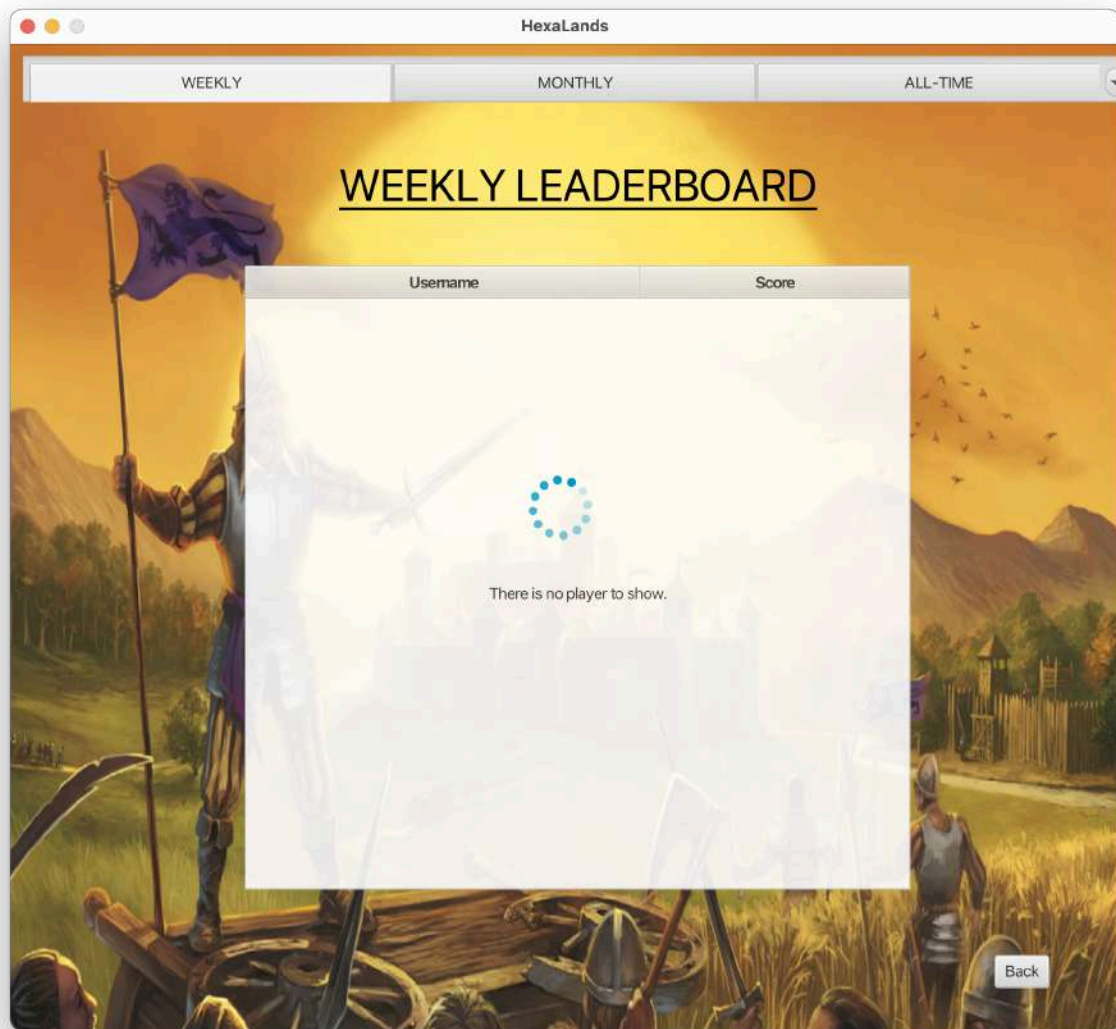 HexaLands
WEEKLY MONTHLY ALL-TIME
WEEKLY LEADERBOARD
Username Score
There is no player to show.
Back